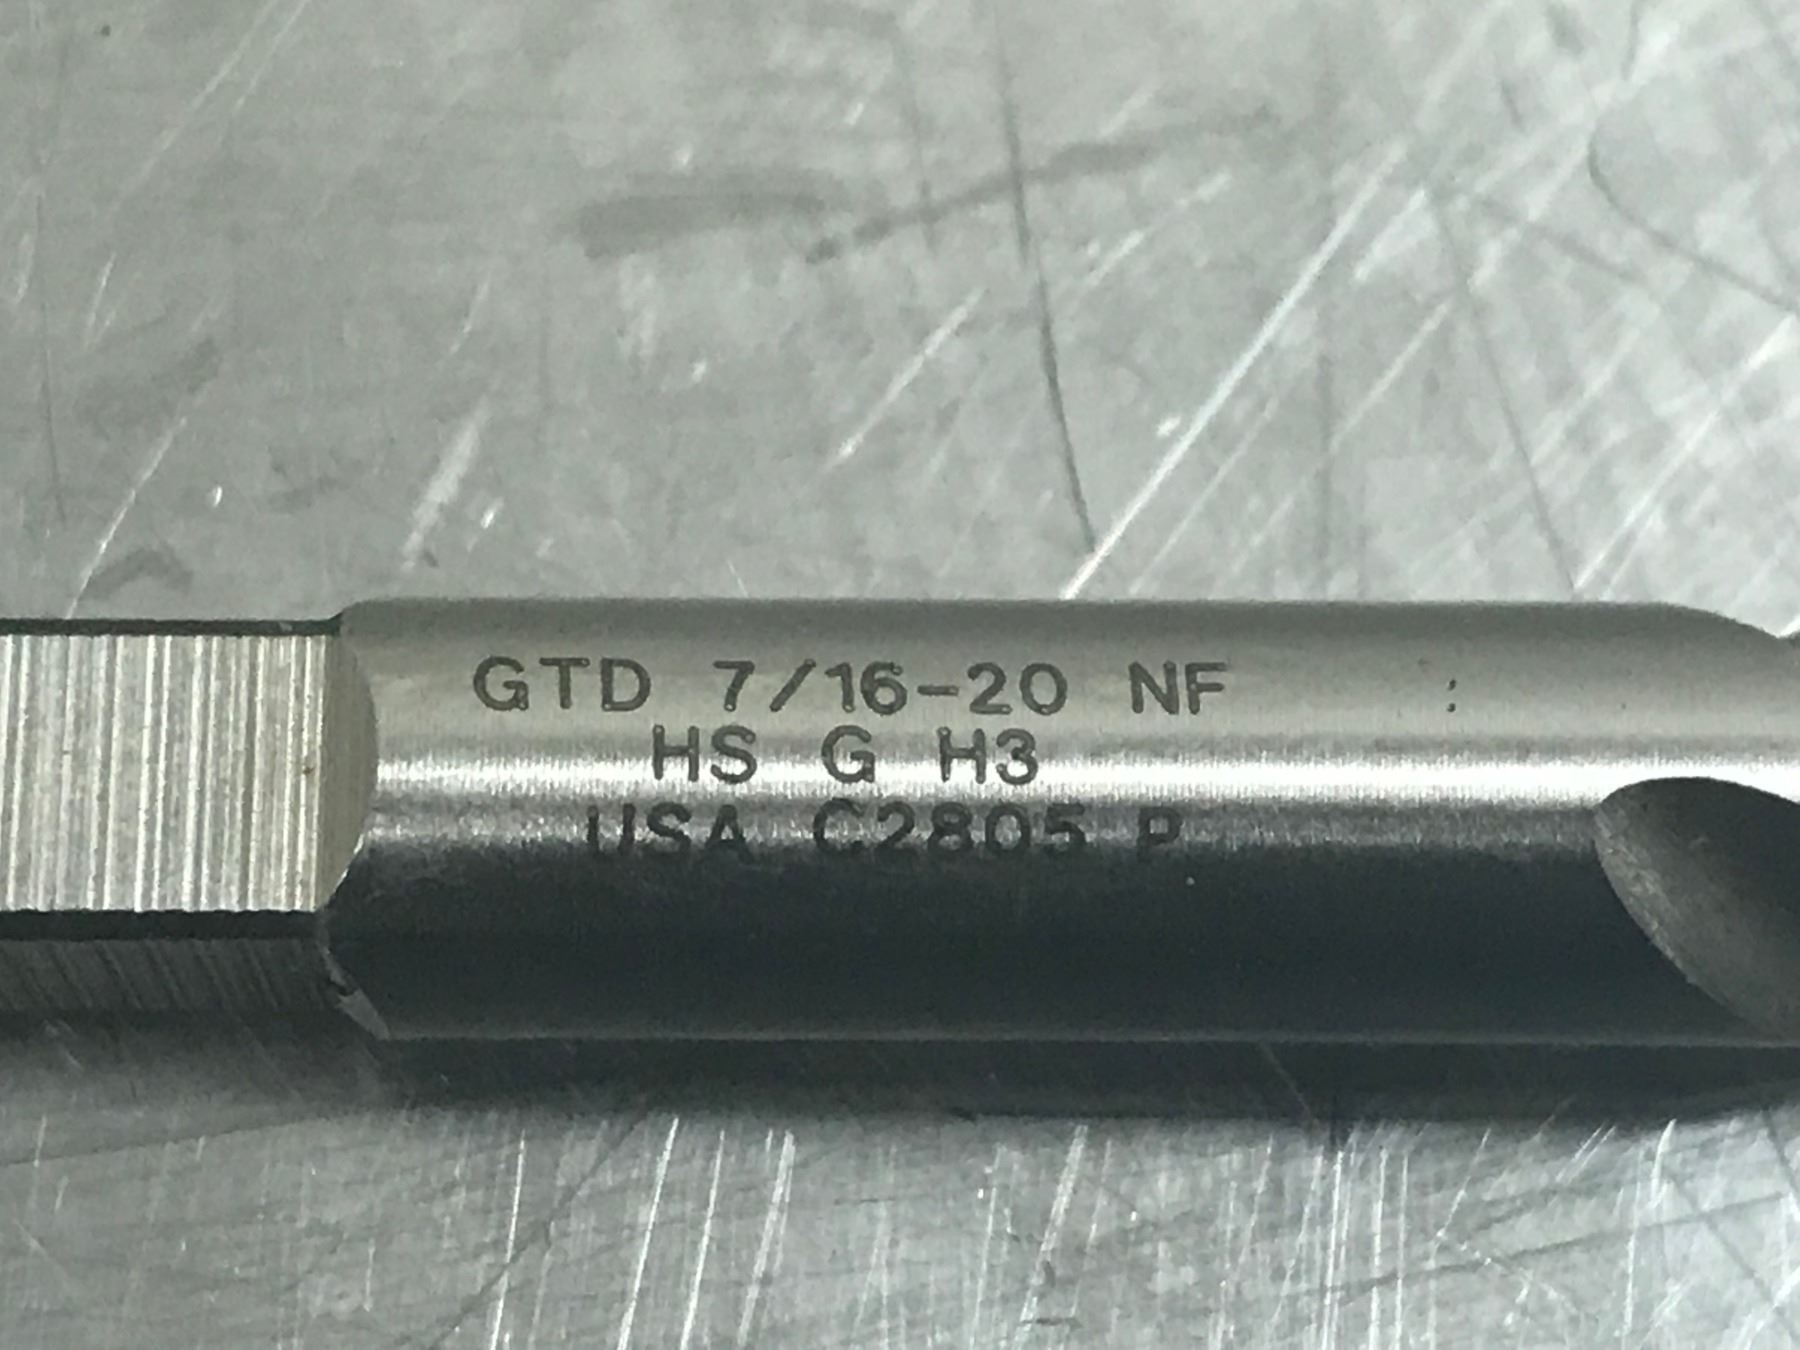 GTD 7/16-20 NF
HS G H3
USA C2805 P